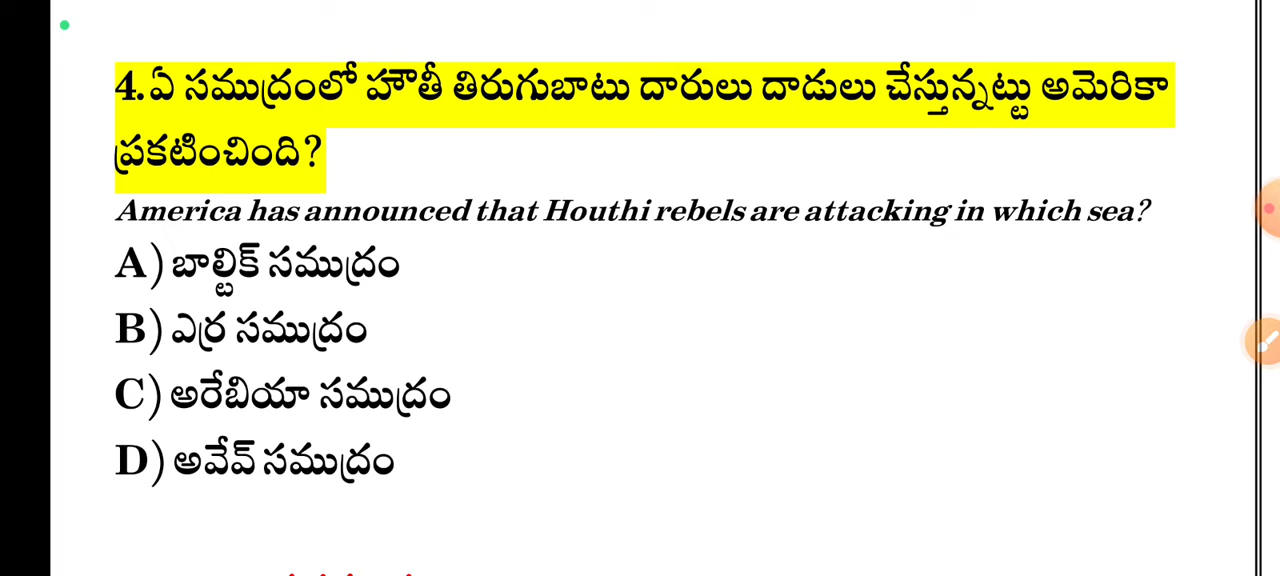 4.ఏ సముద్రంలో హౌతీ తిరుగుబాటు దారులు దాడులు చేస్తున్నట్టు అమెరికా
ప్రకటించింది?
America has announced that Houthi rebels are attacking in which sea?
A) బాల్టిక్ సముద్రం
B) ఎర్ర సముద్రం
C) అరేబియా సముద్రం
D) అవేవ్ సముద్రం